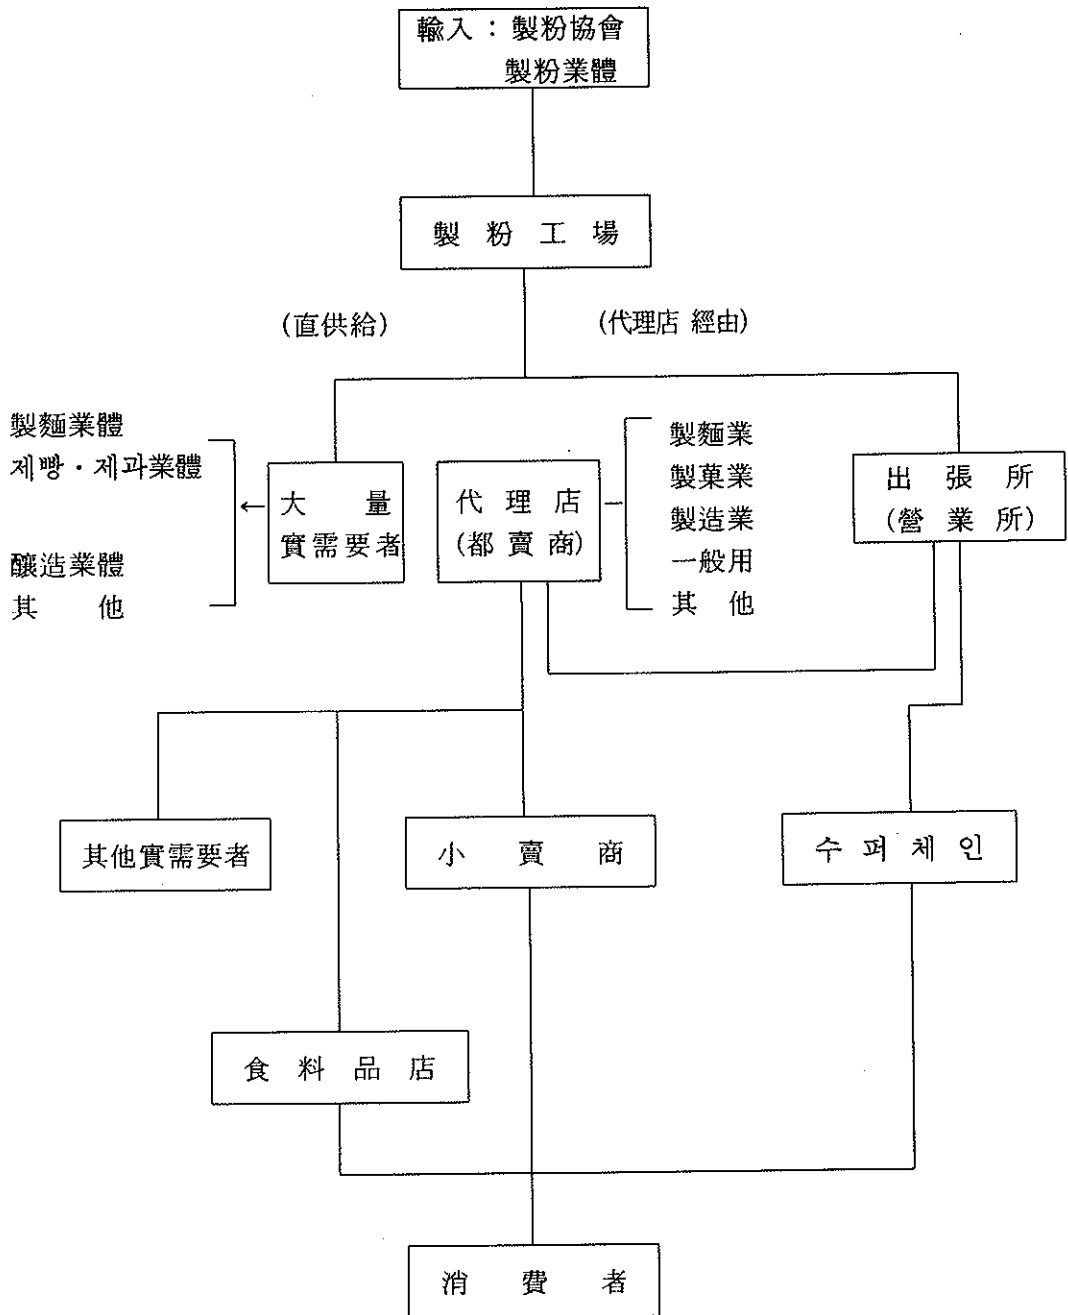 輸入 : 製粉協會
製粉業體
製 粉 工 場
(直供給)
(代理店 經由)
製麵業體
제빵・제과業體
釀造業體
其 他
大 量
實需要者
代 理 店
(都 賣 商)
製麵業
製菓業
製造業
一般用
其 他
出 張 所
(營 業 所)
其他實需要者
小 賣 商
수 퍼 체 인
食 料 品 店
消 費 者